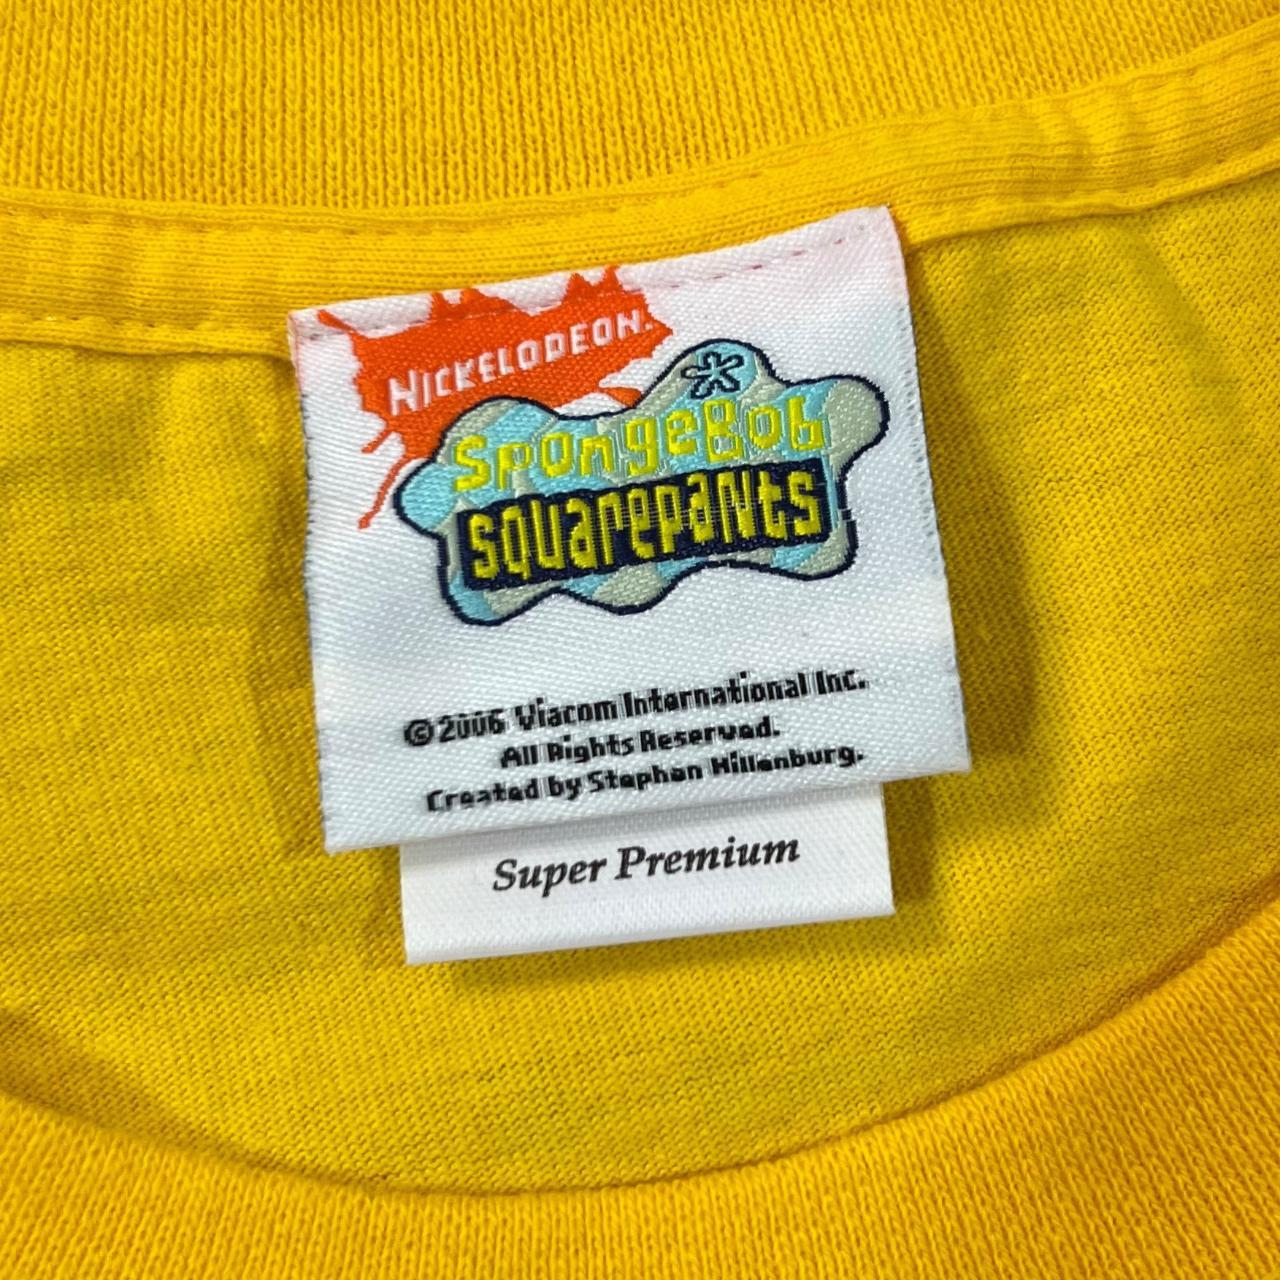 NICKELODEON.
SpongeBob
squarepants
©2006 Viacom International Inc.
All Rights Reserved.
Created by Stephen Hillenburg.
Super Premium